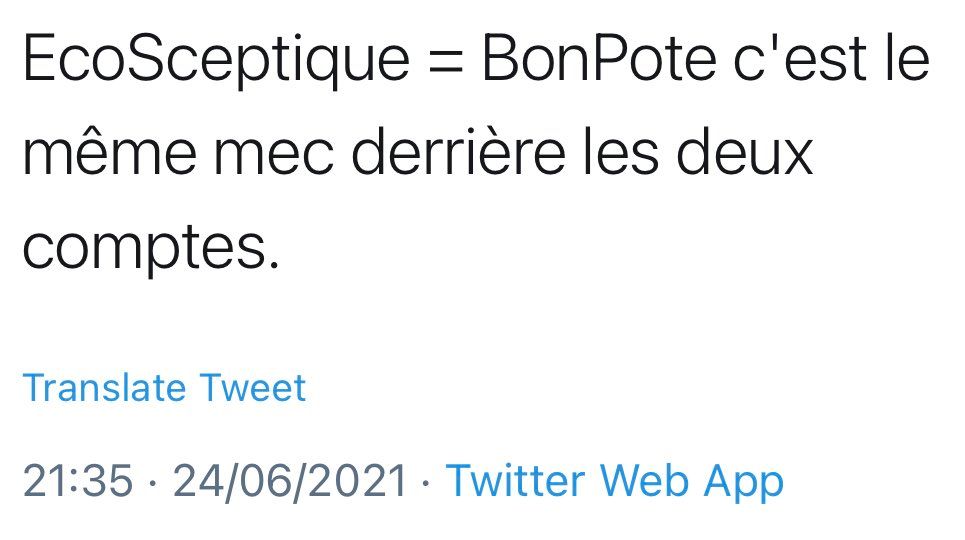 EcoSceptique = BonPote c'est le
même mec derrière les deux
comptes.
Translate Tweet
21:35 · 24/06/2021 · Twitter Web App